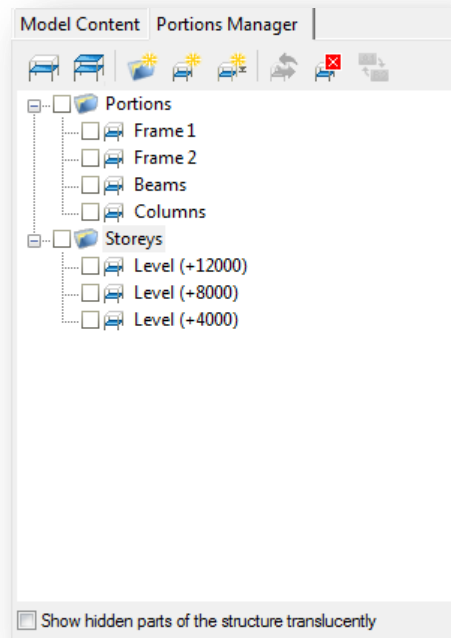 Model Content Portions Manager
Portions
Frame 1
Frame 2
Beams
Columns
Storeys
Level (+12000)
Level (+8000)
Level (+4000)
Show hidden parts of the structure translucently